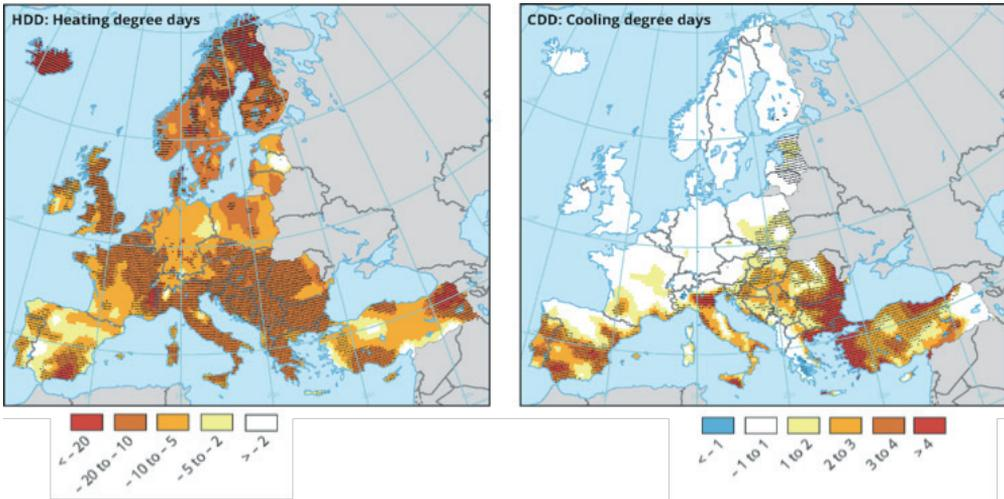 HDD: Heating degree days
CDD: Cooling degree days
< - 20
- 20 to - 10
- 10 to - 5
- 5 to - 2
> - 2
< - 1
- 1 to 1
1 to 2
2 to 3
3 to 4
> 4